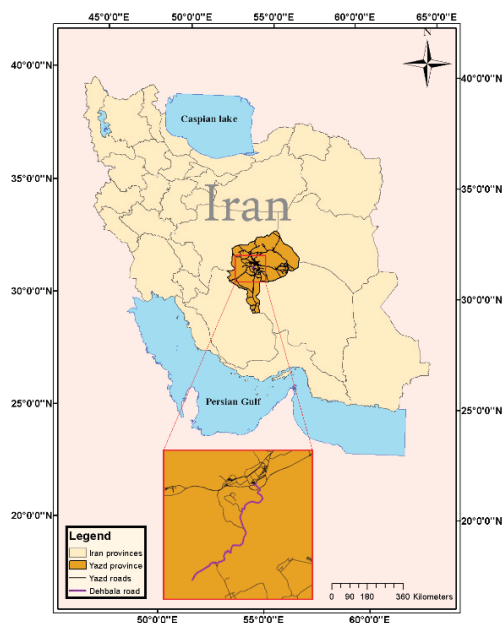 45°0'0"E 50°0'0"E 55°0'0"E 60°0'0"E 65°0'0"E
N
40°0'0"N
40°0'0"N
Caspian lake
35°0'0"N
35°0'0"N
Iran
30°0'0"N
30°0'0"N
25°0'0"N
25°0'0"N
Persian Gulf
20°0'0"N
20°0'0"N
Legend
Iran provinces
Yazd province
Yazd roads
Dehbala road
0 90 180 360 Kilometers
50°0'0"E 55°0'0"E 60°0'0"E